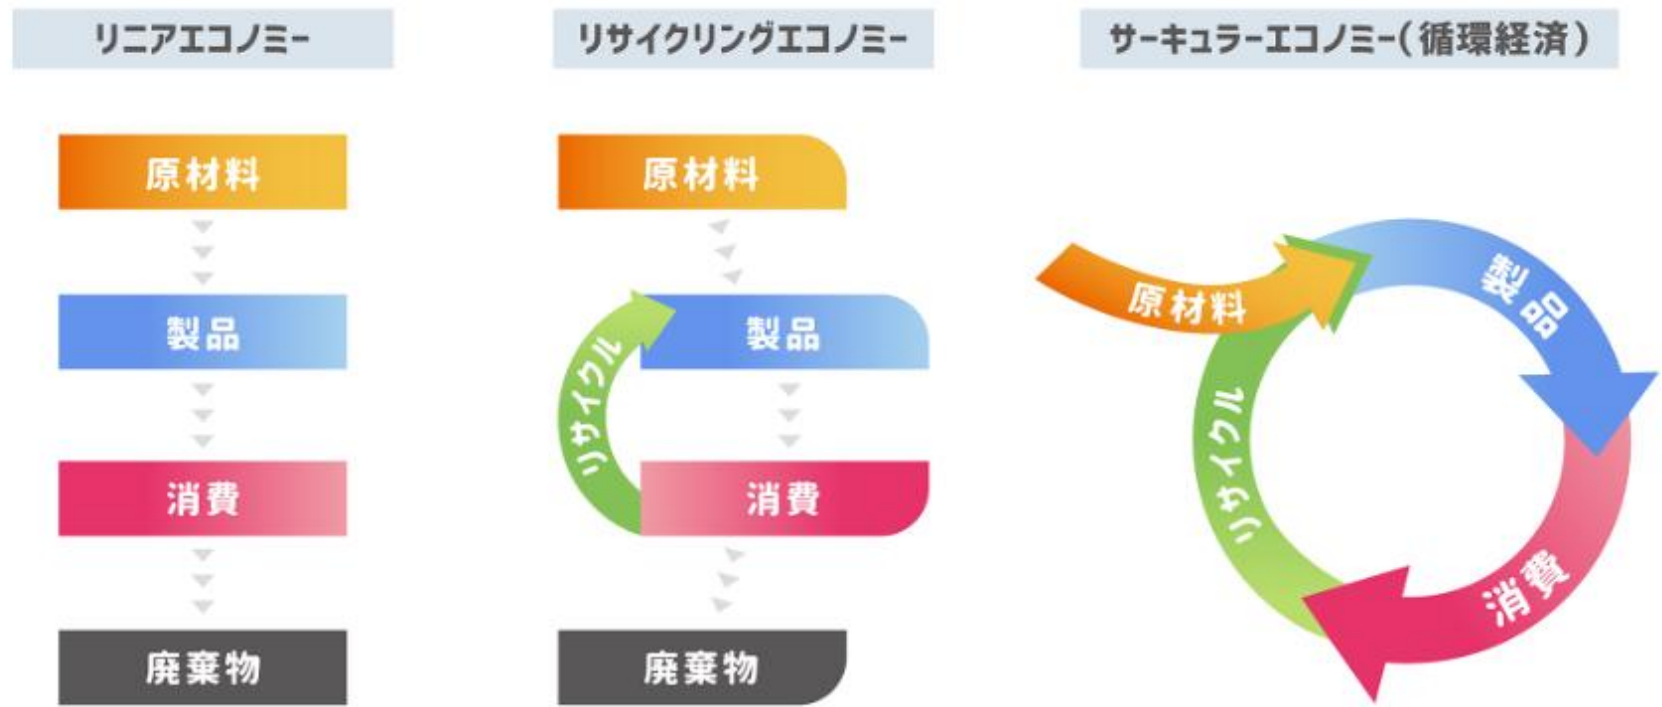 リニアエコノミー
原材料
製品
消費
廃棄物
リサイクリングエコノミー
原材料
製品
リサイクル
消費
廃棄物
サーキュラーエコノミー(循環経済)
原材料
製品
消費
リサイクル